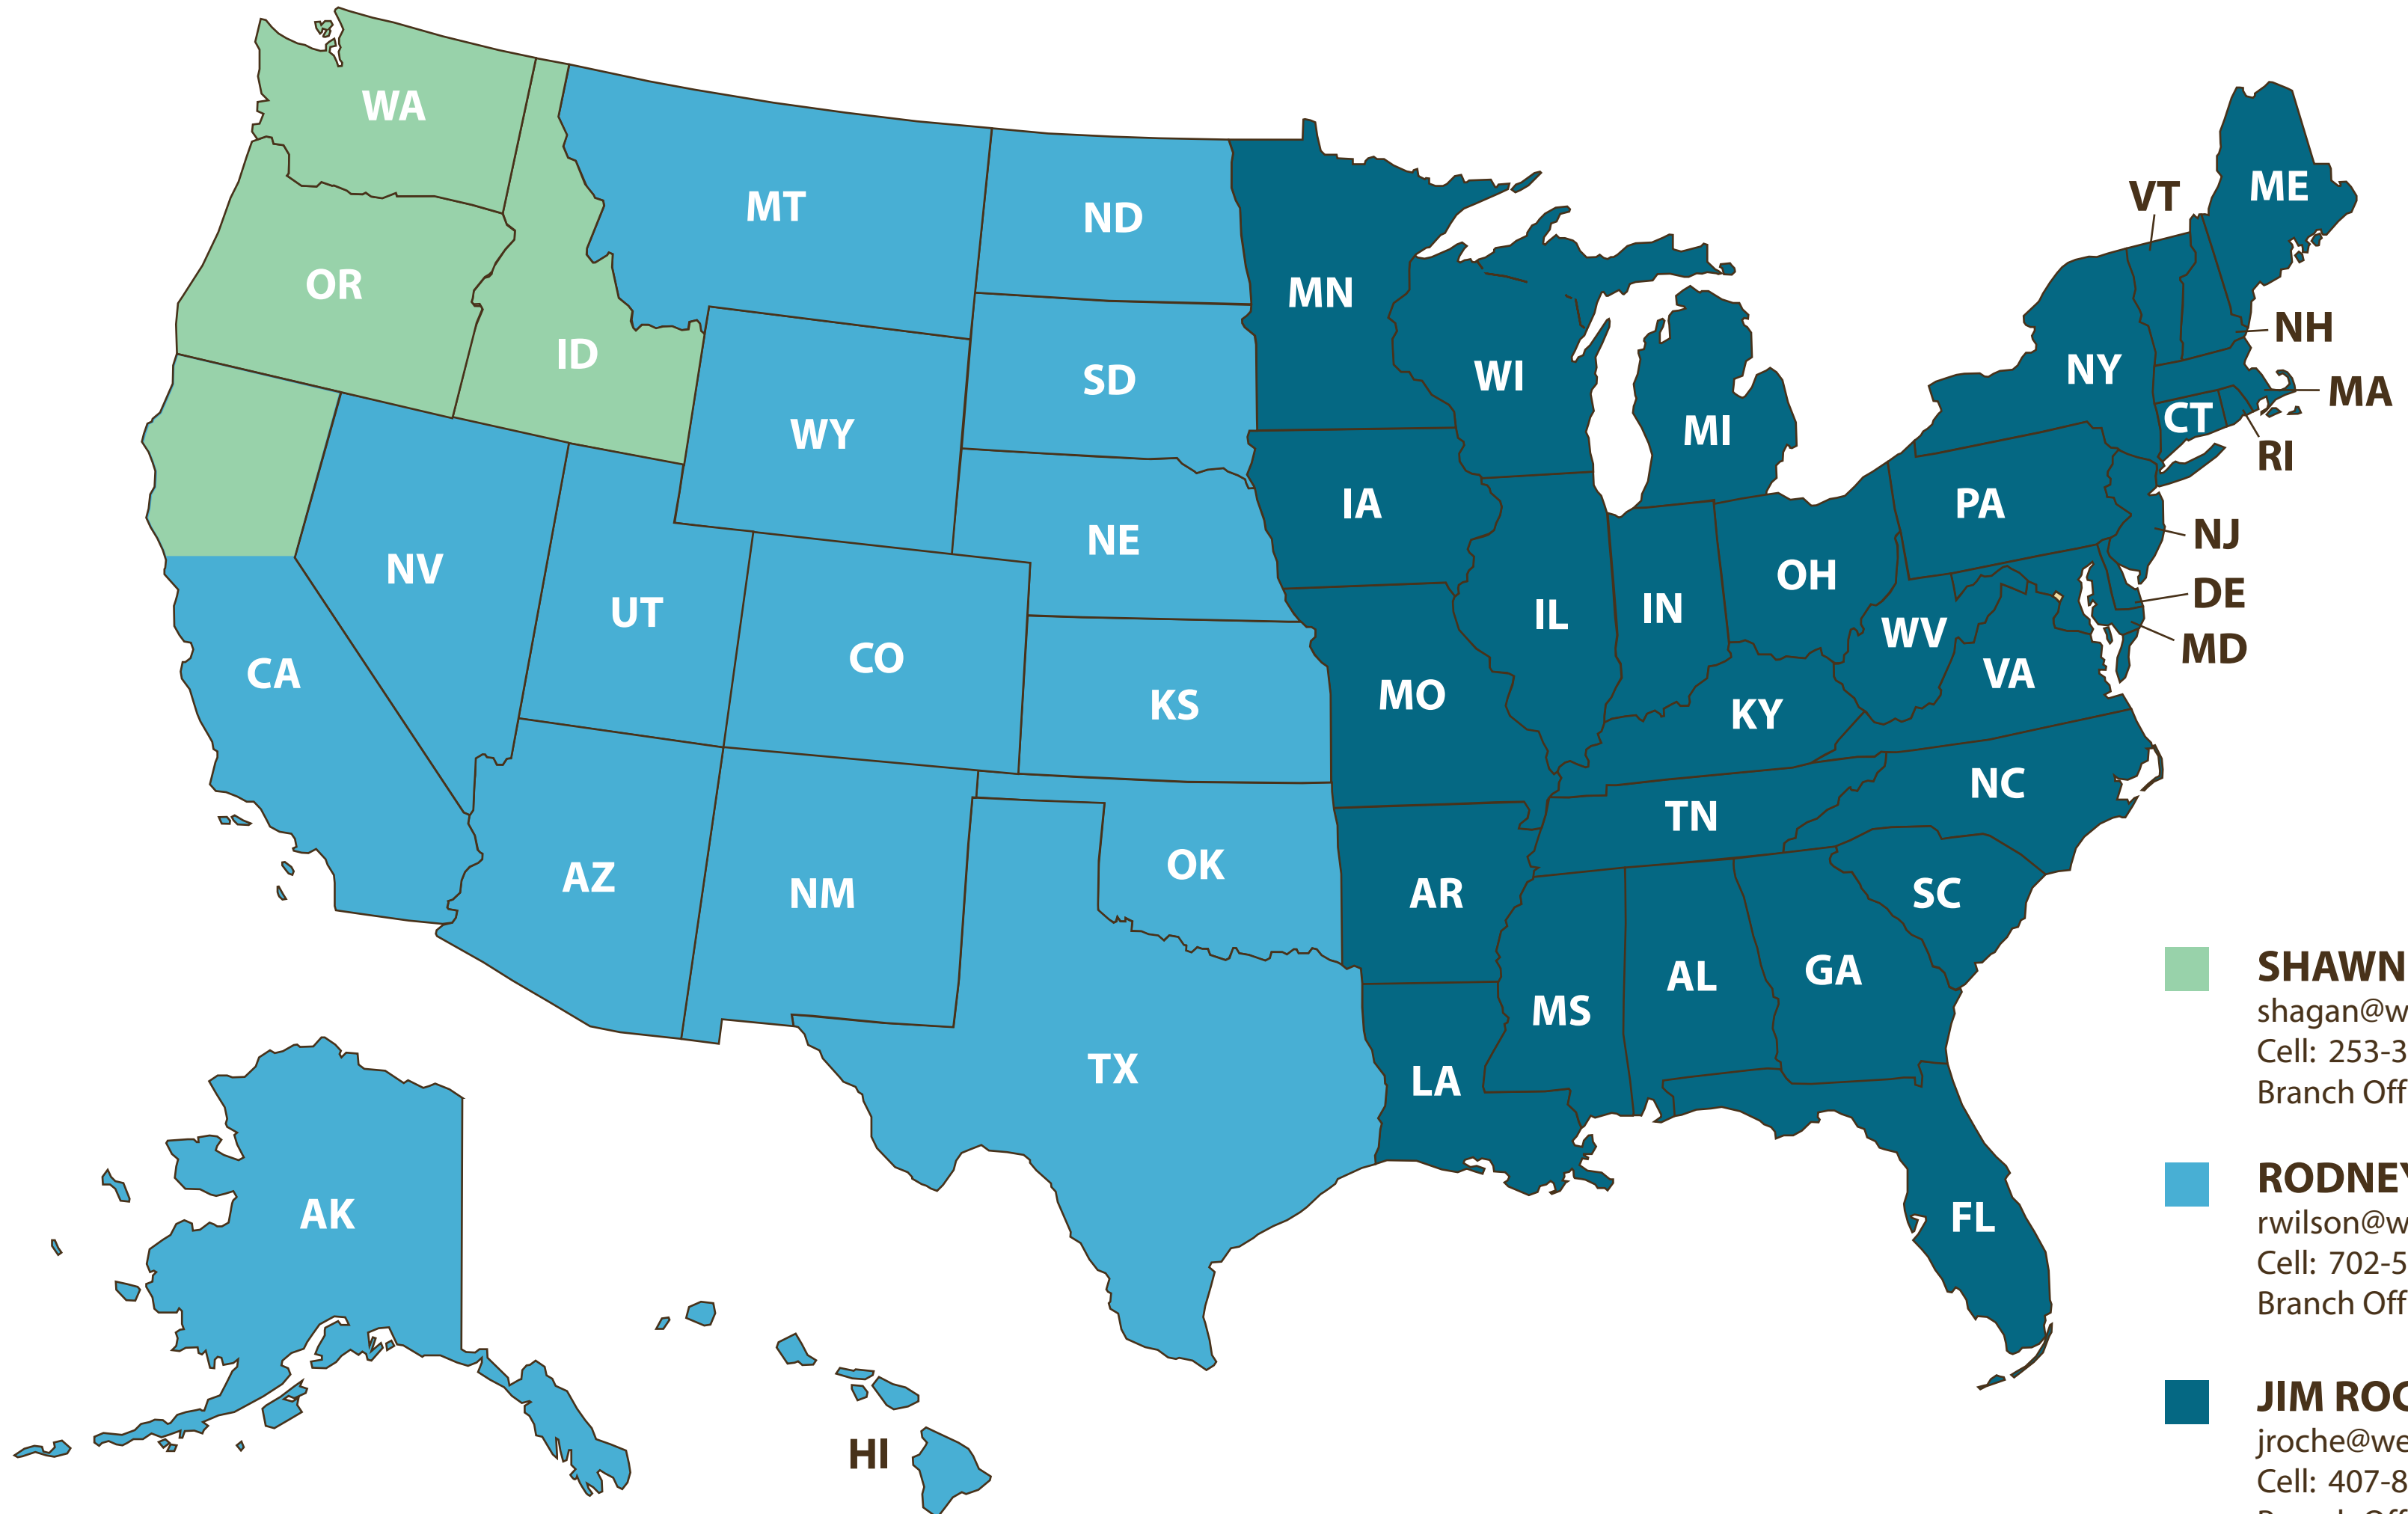 WA
MT
ND
OR
ID
MN
VT
ME
NH
SD
WY
WI
NY
MA
MI
CT
RI
NE
IA
PA
NJ
NV
UT
OH
DE
IL
IN
WV
MD
CA
CO
KS
MO
KY
VA
NC
TN
AZ
NM
OK
AR
SC
MS
AL
GA
TX
LA
AK
FL
HI
SHAWN
shagan@w
Cell: 253-3
Branch Off
RODNEY
rwilson@w
Cell: 702-5
Branch Off
JIM ROC
jroche@we
Cell: 407-8